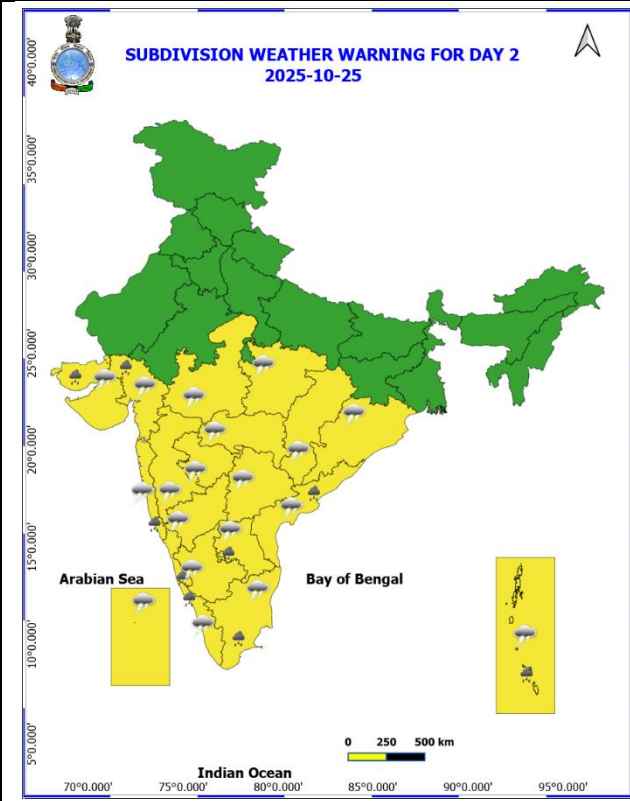 SUBDIVISION WEATHER WARNING FOR DAY 2
2025-10-25
40°0.000'
35°0.000'
30°0.000'
25°0.000'
20°0.000'
15°0.000'
10°0.000'
5°0.000'
Arabian Sea
Bay of Bengal
0 250 500 km
Indian Ocean
70°0.000' 75°0.000' 80°0.000' 85°0.000' 90°0.000' 95°0.000'